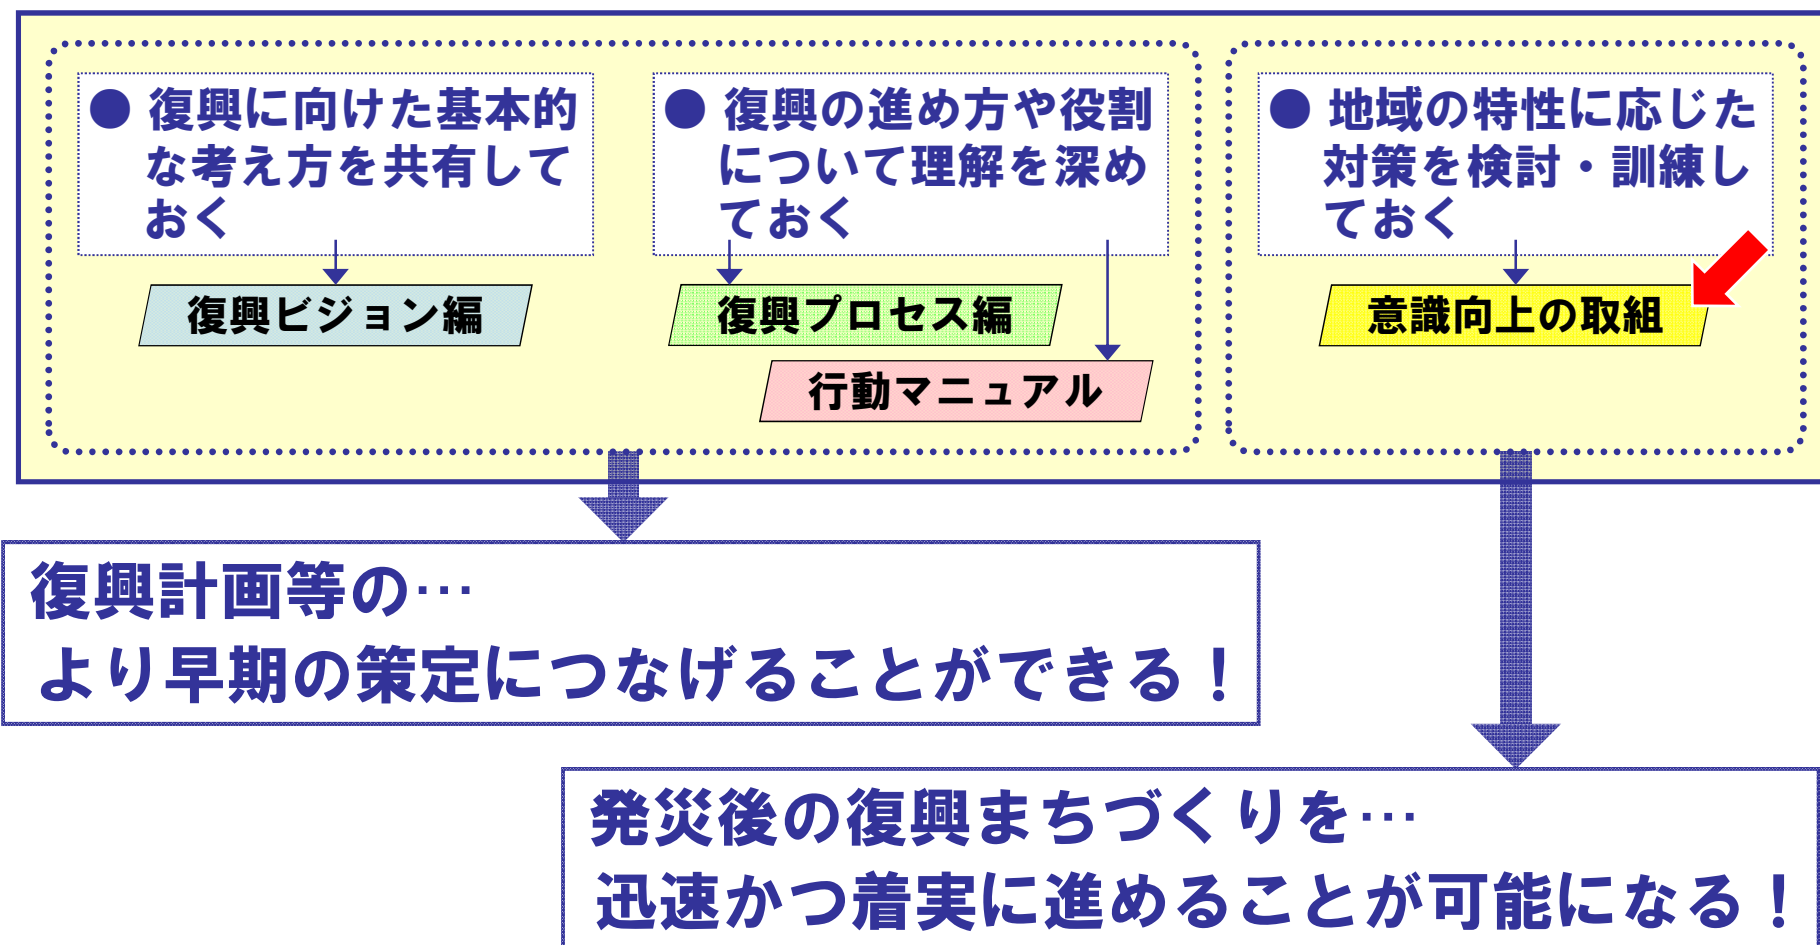 ● 復興に向けた基本的
な考え方を共有して
おく
復興ビジョン編
● 復興の進め方や役割
について理解を深め
ておく
復興プロセス編
行動マニュアル
● 地域の特性に応じた
対策を検討・訓練し
ておく
意識向上の取組
復興計画等の…
より早期の策定につなげることができる！
発災後の復興まちづくりを…
迅速かつ着実に進めることが可能になる！